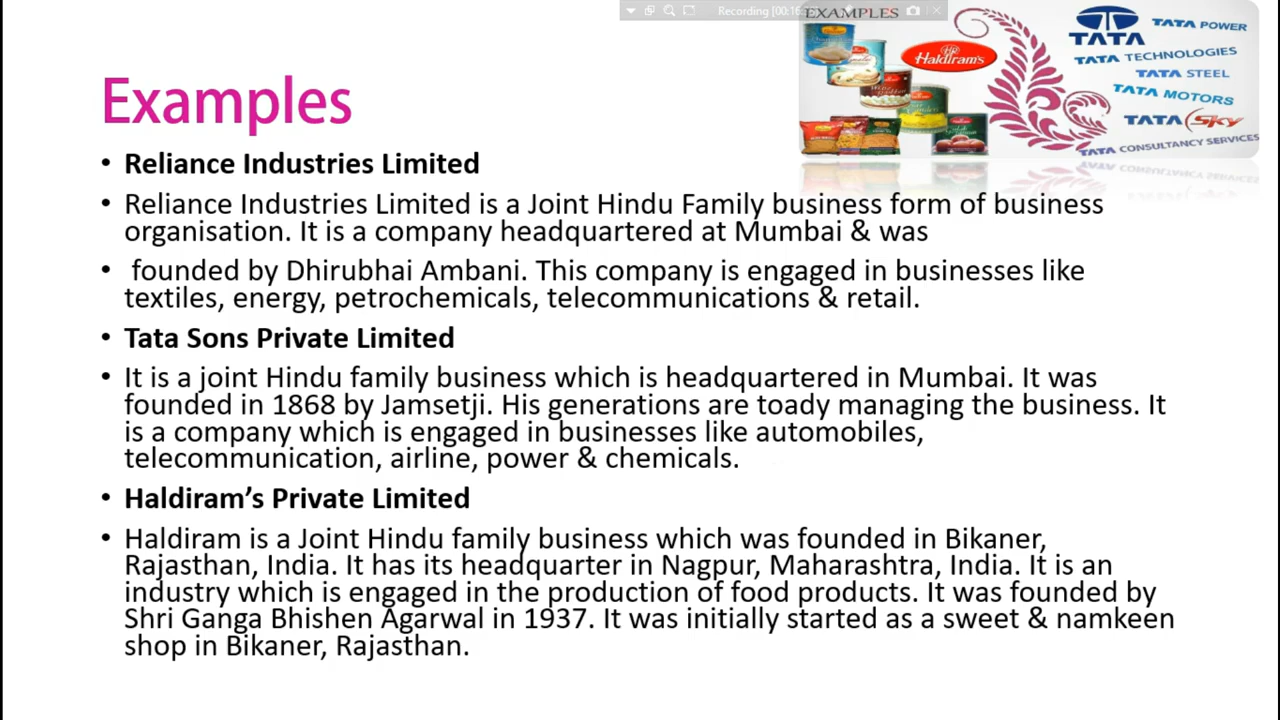 Recording [00:16:
EXAMPLES
Haldiram's
TATA
TATA POWER
TATA TECHNOLOGIES
TATA STEEL
TATA MOTORS
TATA Sky
TATA CONSULTANCY SERVICES
Examples
• Reliance Industries Limited
• Reliance Industries Limited is a Joint Hindu Family business form of business
organisation. It is a company headquartered at Mumbai & was
• founded by Dhirubhai Ambani. This company is engaged in businesses like
textiles, energy, petrochemicals, telecommunications & retail.
• Tata Sons Private Limited
• It is a joint Hindu family business which is headquartered in Mumbai. It was
founded in 1868 by Jamsetji. His generations are toady managing the business. It
is a company which is engaged in businesses like automobiles,
telecommunication, airline, power & chemicals.
• Haldiram’s Private Limited
• Haldiram is a Joint Hindu family business which was founded in Bikaner,
Rajasthan, India. It has its headquarter in Nagpur, Maharashtra, India. It is an
industry which is engaged in the production of food products. It was founded by
Shri Ganga Bhishen Agarwal in 1937. It was initially started as a sweet & namkeen
shop in Bikaner, Rajasthan.